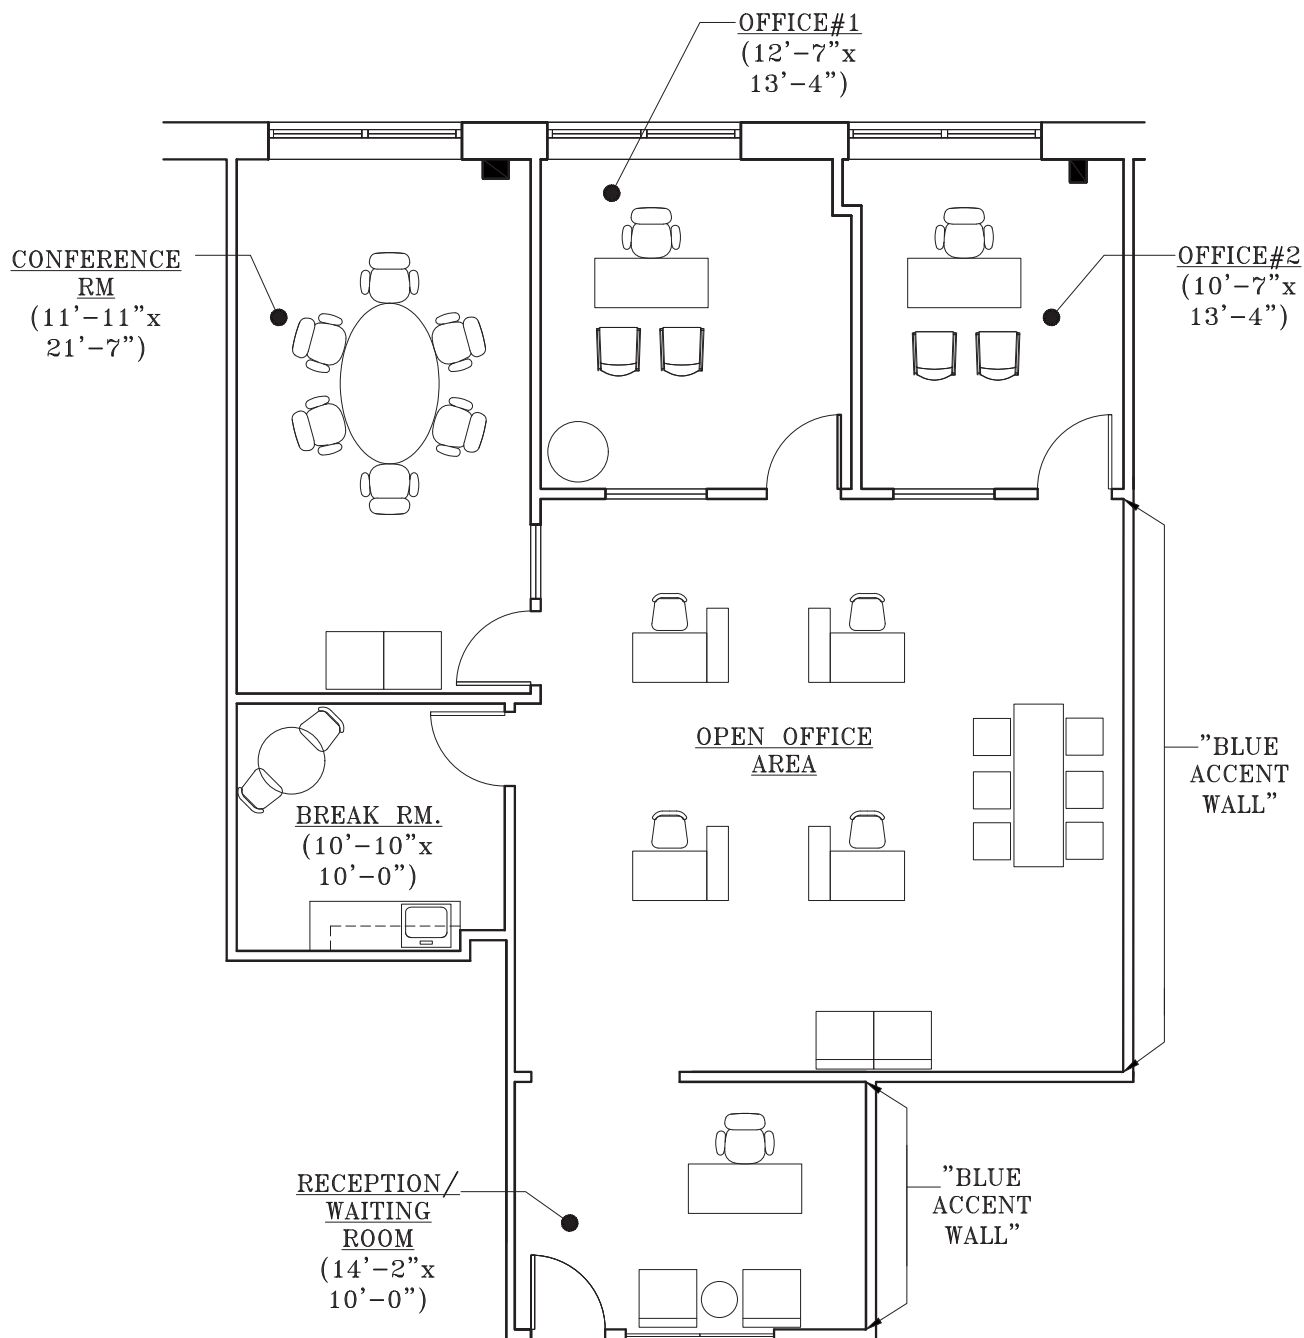 OFFICE#1
(12'-7"x
13'-4")
CONFERENCE
RM
(11'-11"x
21'-7")
OFFICE#2
(10'-7"x
13'-4")
OPEN OFFICE
AREA
"BLUE
ACCENT
WALL"
BREAK RM.
(10'-10"x
10'-0")
RECEPTION/
WAITING
ROOM
(14'-2"x
10'-0")
"BLUE
ACCENT
WALL"